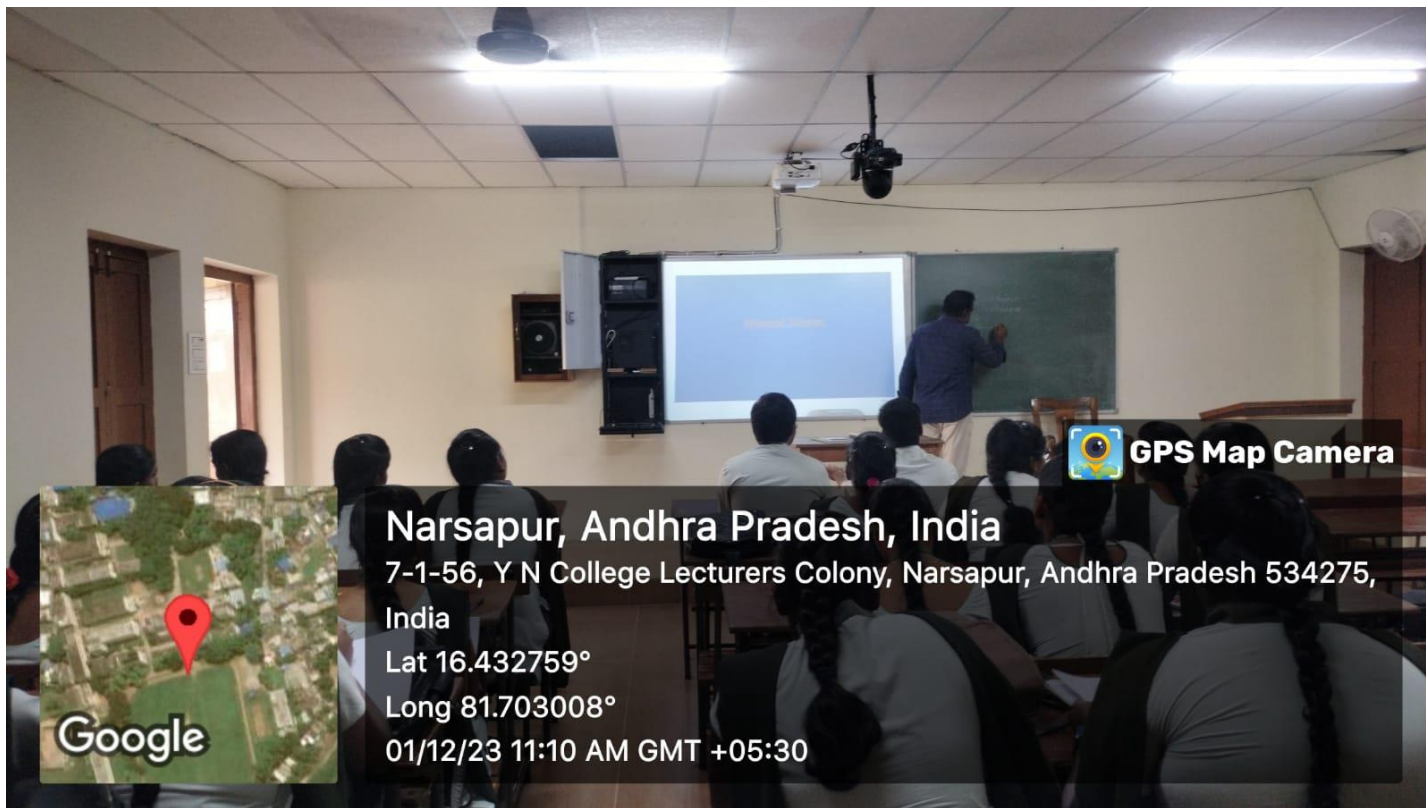 GPS Map Camera
Narsapur, Andhra Pradesh, India
7-1-56, Y N College Lecturers Colony, Narsapur, Andhra Pradesh 534275,
India
Lat 16.432759°
Long 81.703008°
01/12/23 11:10 AM GMT +05:30
Google